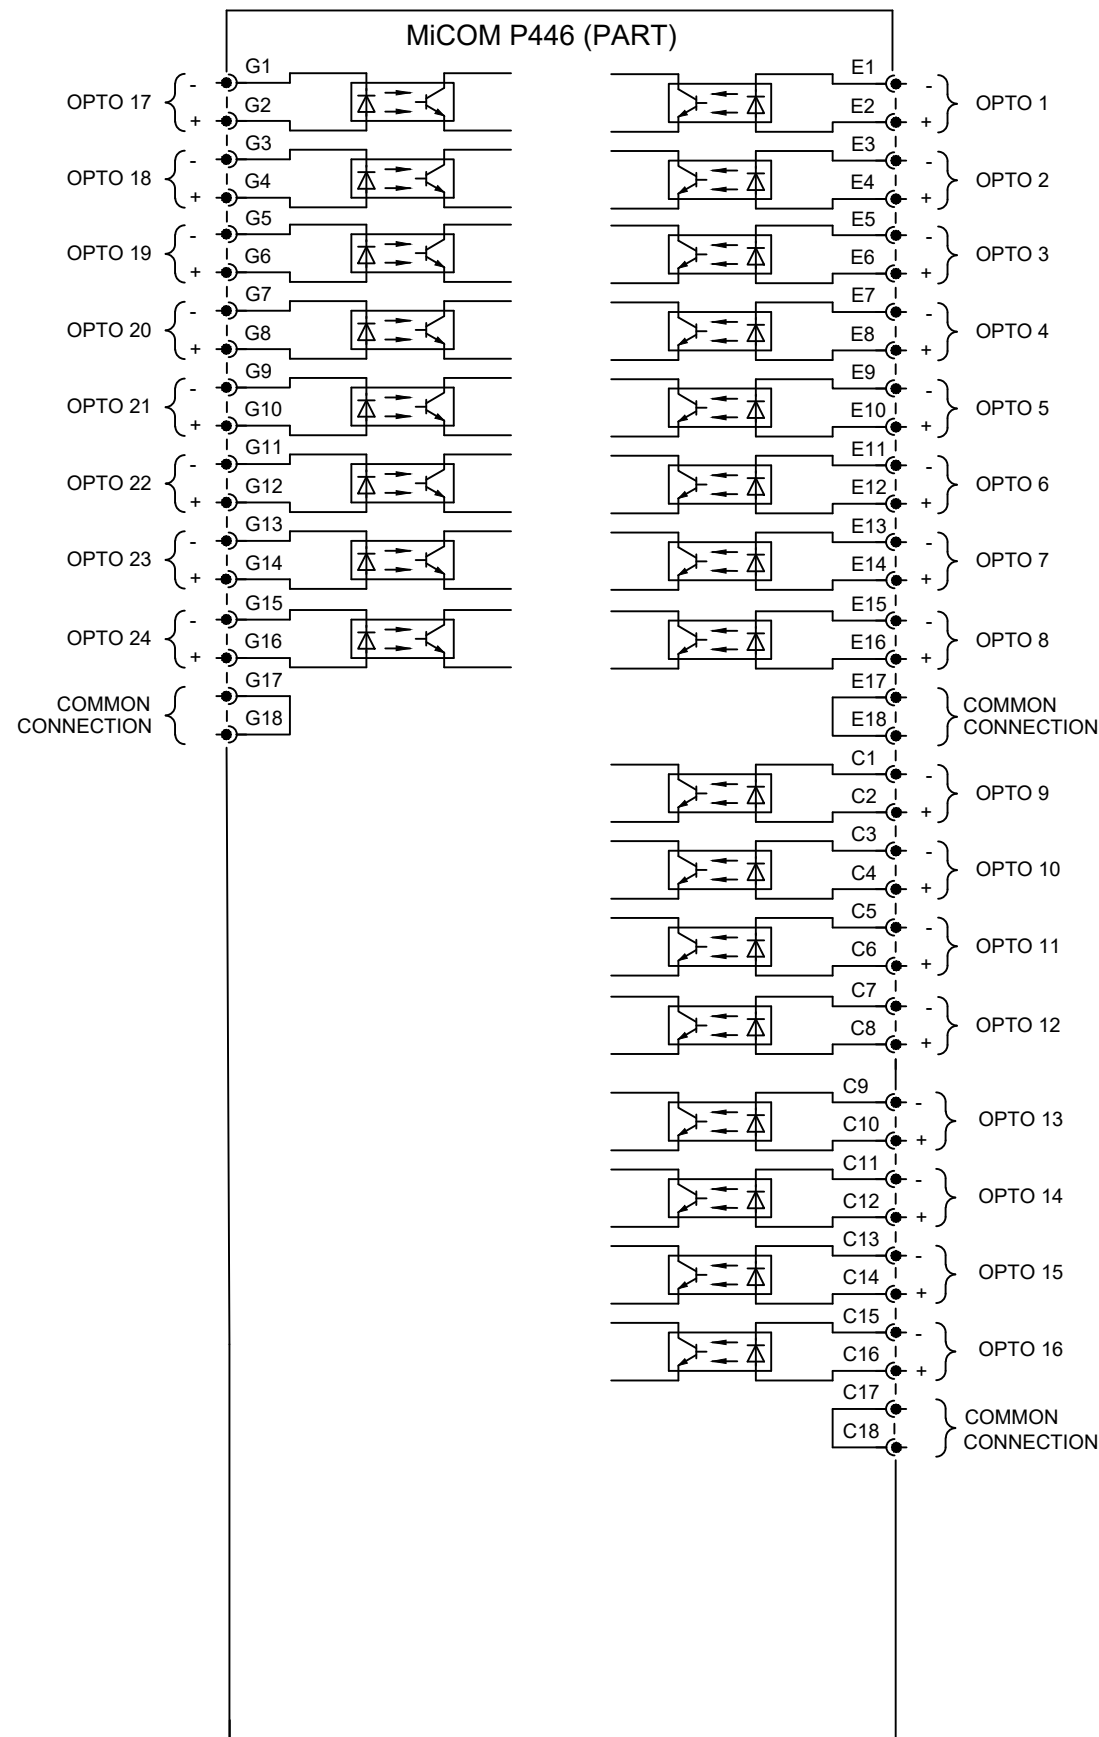 MiCOM P446 (PART)
OPTO 17
- G1
+ G2
OPTO 18
- G3
+ G4
OPTO 19
- G5
+ G6
OPTO 20
- G7
+ G8
OPTO 21
- G9
+ G10
OPTO 22
- G11
+ G12
OPTO 23
- G13
+ G14
OPTO 24
- G15
+ G16
COMMON
CONNECTION
G17
G18
E1 -
E2 +
OPTO 1
E3 -
E4 +
OPTO 2
E5 -
E6 +
OPTO 3
E7 -
E8 +
OPTO 4
E9 -
E10 +
OPTO 5
E11 -
E12 +
OPTO 6
E13 -
E14 +
OPTO 7
E15 -
E16 +
OPTO 8
E17
E18
COMMON
CONNECTION
C1 -
C2 +
OPTO 9
C3 -
C4 +
OPTO 10
C5 -
C6 +
OPTO 11
C7 -
C8 +
OPTO 12
C9 -
C10 +
OPTO 13
C11 -
C12 +
OPTO 14
C13 -
C14 +
OPTO 15
C15 -
C16 +
OPTO 16
C17
C18
COMMON
CONNECTION